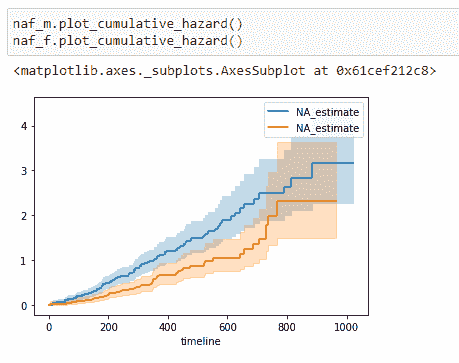 naf_m.plot_cumulative_hazard()
naf_f.plot_cumulative_hazard()
<matplotlib.axes._subplots.AxesSubplot at 0x61cef212c8>
NA_estimate
NA_estimate
4
3
2
1
0
0 200 400 600 800 1000
timeline